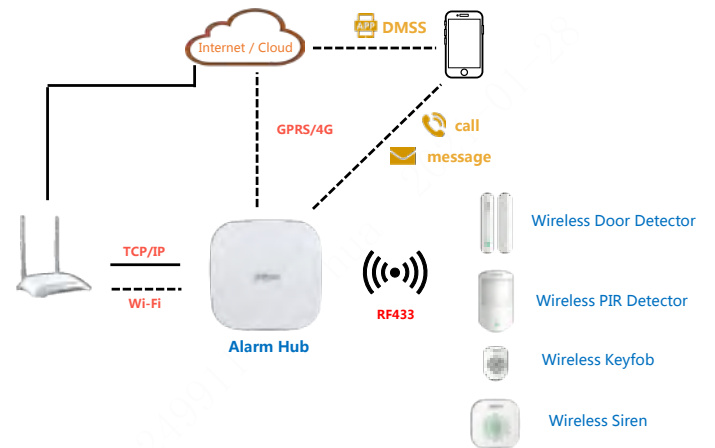 APP DMSS
Internet / Cloud
GPRS/4G
call
message
Wireless Door Detector
TCP/IP
Wi-Fi
RF433
Wireless PIR Detector
Alarm Hub
Wireless Keyfob
Wireless Siren